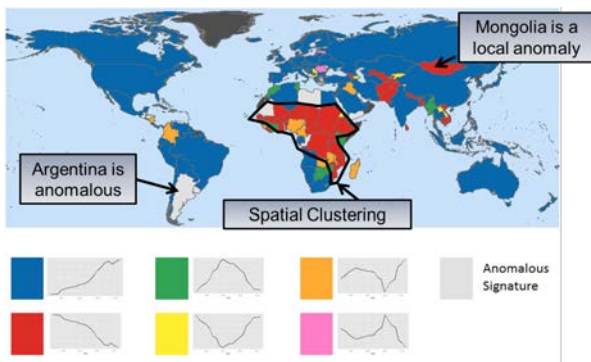 Mongolia is a
local anomaly
Argentina is
anomalous
Spatial Clustering
Anomalous
Signature